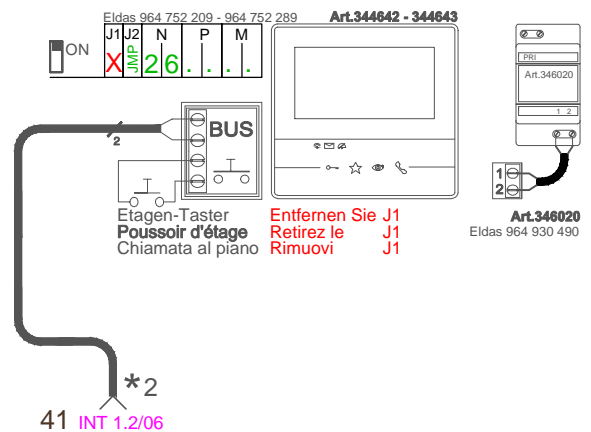 Eldas 964 752 209 - 964 752 289
Art.344642 - 344643
ON
J1 J2 N P M
X JMP 2 6 . . . .
PRI
Art.346020
1 2
BUS
2
1
2
Etagen-Taster
Poussoir d'étage
Chiamata al piano
Entfernen Sie J1
Retirez le J1
Rimuovi J1
Art.346020
Eldas 964 930 490
*2
41 INT 1.2/06